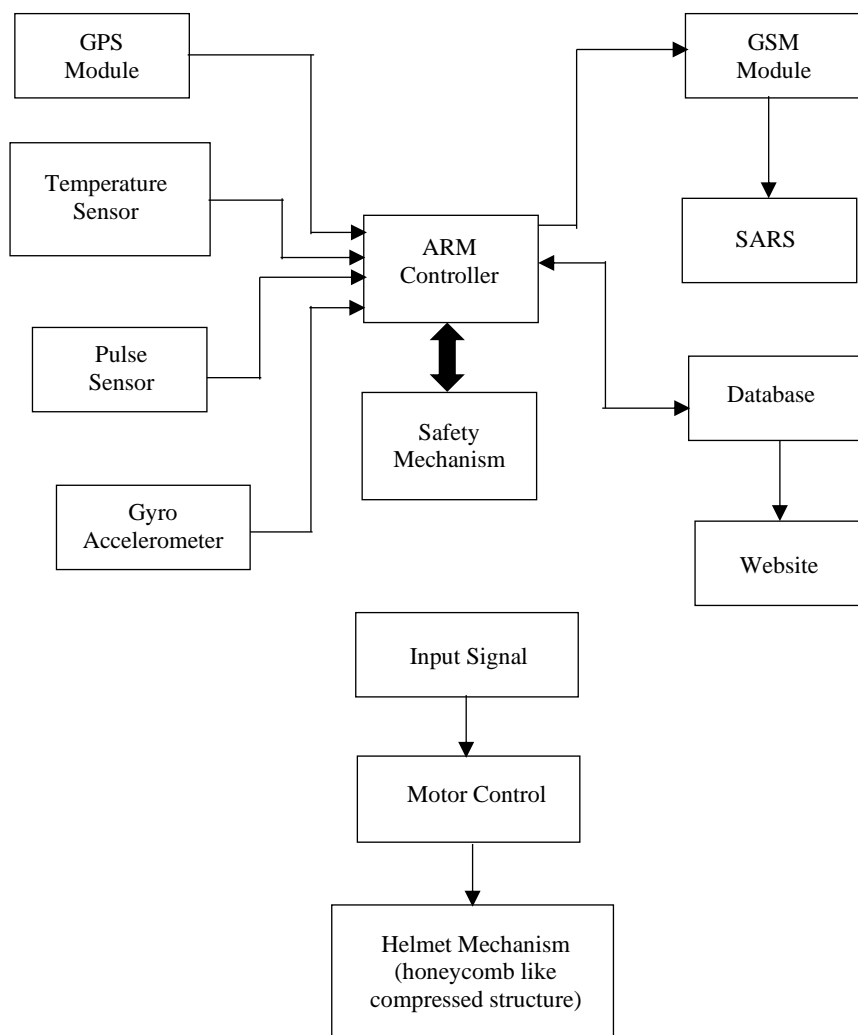 GPS
Module
GSM
Module
Temperature
Sensor
ARM
Controller
SARS
Pulse
Sensor
Safety
Mechanism
Database
Gyro
Accelerometer
Website
Input Signal
Motor Control
Helmet Mechanism
(honeycomb like
compressed structure)